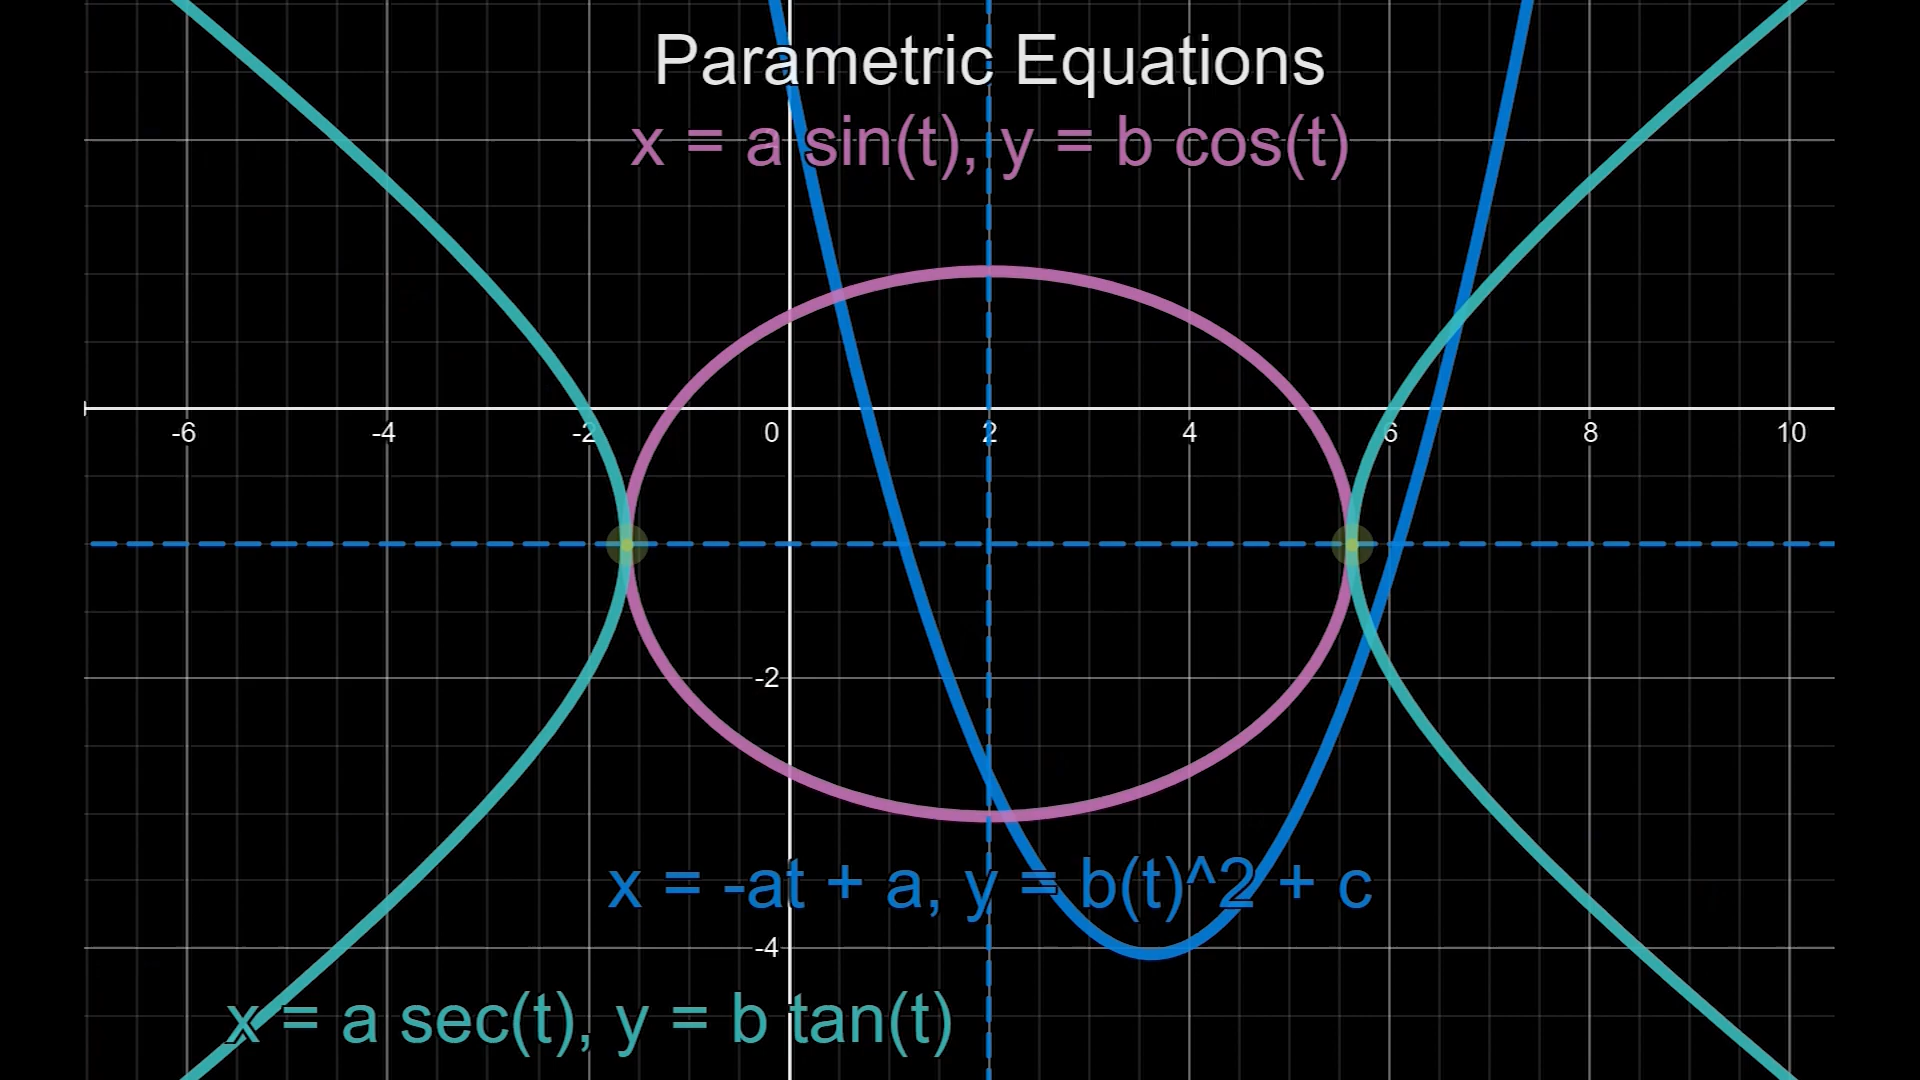 Parametric Equations
x = a sin(t), y = b cos(t)
-6 -4 -2 0 2 4 6 8 10
-2
x = -at + a, y = b(t)^2 + c
-4
x = a sec(t), y = b tan(t)